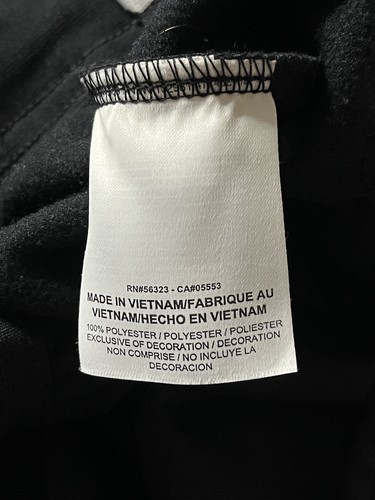 RN#56323 - CA#05553
MADE IN VIETNAM/FABRIQUE AU
VIETNAM/HECHO EN VIETNAM
100% POLYESTER / POLYESTER / POLIESTER
EXCLUSIVE OF DECORATION / DECORATION
NON COMPRISE / NO INCLUYE LA
DECORACION